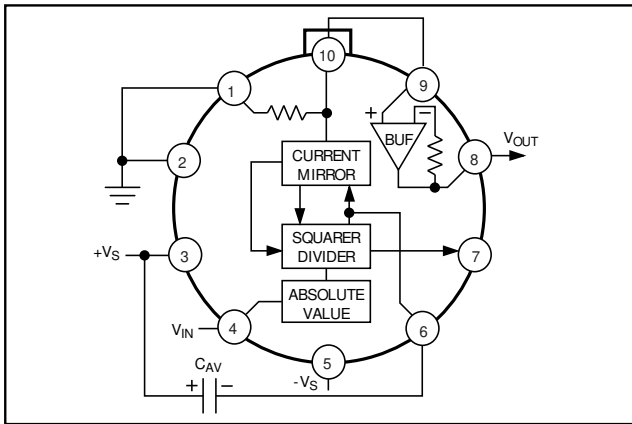 10
1
9
+ −
BUF
2
8
V_OUT
CURRENT
MIRROR
+V_S
3
SQUARER
DIVIDER
7
ABSOLUTE
VALUE
V_IN
4
6
5
C_AV
+ −
-V_S